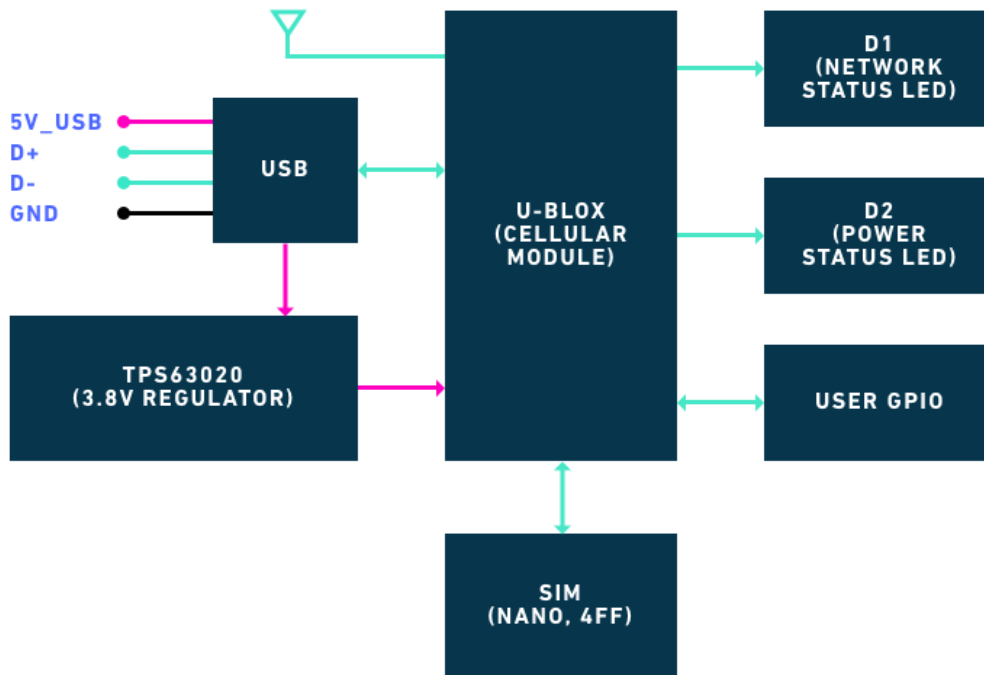 5V_USB
D+
D-
GND
USB
TPS63020
(3.8V REGULATOR)
U-BLOX
(CELLULAR
MODULE)
SIM
(NANO, 4FF)
D1
(NETWORK
STATUS LED)
D2
(POWER
STATUS LED)
USER GPIO